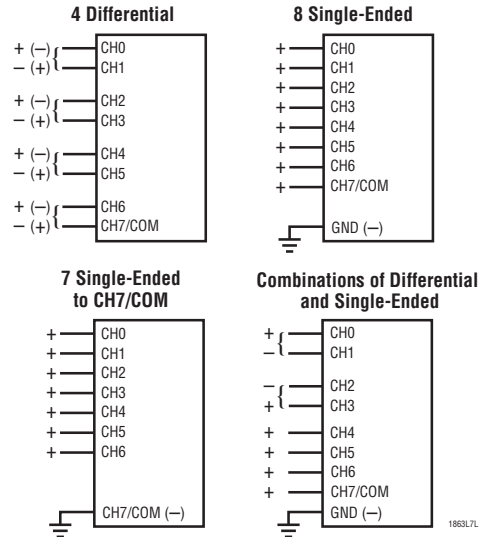 4 Differential
+ (–) { CH0
– (+) CH1
+ (–) { CH2
– (+) CH3
+ (–) { CH4
– (+) CH5
+ (–) { CH6
– (+) CH7/COM
8 Single-Ended
+ CH0
+ CH1
+ CH2
+ CH3
+ CH4
+ CH5
+ CH6
+ CH7/COM
GND (–)
7 Single-Ended
to CH7/COM
+ CH0
+ CH1
+ CH2
+ CH3
+ CH4
+ CH5
+ CH6
CH7/COM (–)
Combinations of Differential
and Single-Ended
+ { CH0
– CH1
– { CH2
+ CH3
+ CH4
+ CH5
+ CH6
+ CH7/COM
GND (–)
1863L7L